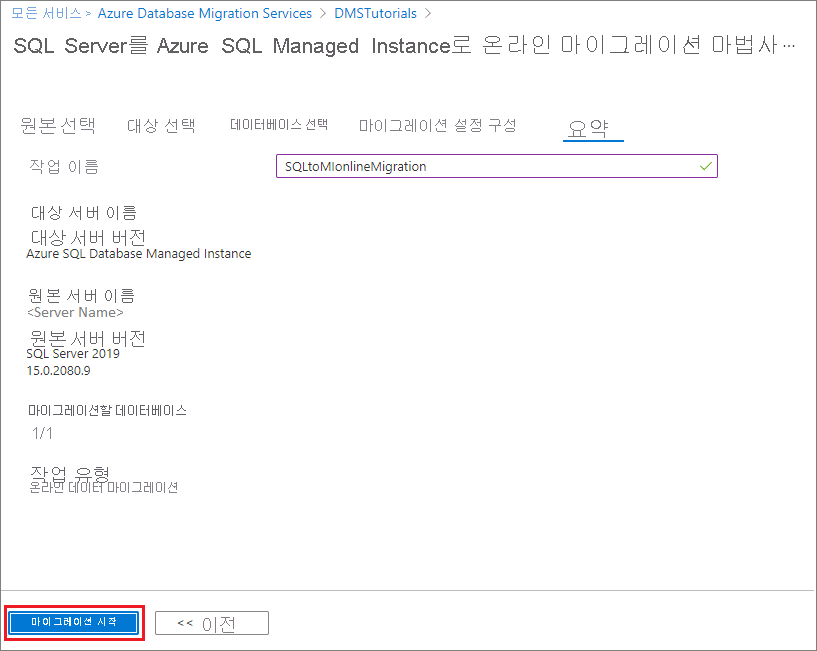 모든 서비스 > Azure Database Migration Services > DMSTutorials >
SQL Server를 Azure SQL Managed Instance로 온라인 마이그레이션 마법사···
원본 선택 대상 선택 데이터베이스 선택 마이그레이션 설정 구성 요약
작업 이름 SQLtoMIonlineMigration
대상 서버 이름
대상 서버 버전
Azure SQL Database Managed Instance
원본 서버 이름
<Server Name>
원본 서버 버전
SQL Server 2019
15.0.2080.9
마이그레이션할 데이터베이스
1/1
작업 유형
온라인 데이터 마이그레이션
마이그레이션 시작 << 이전